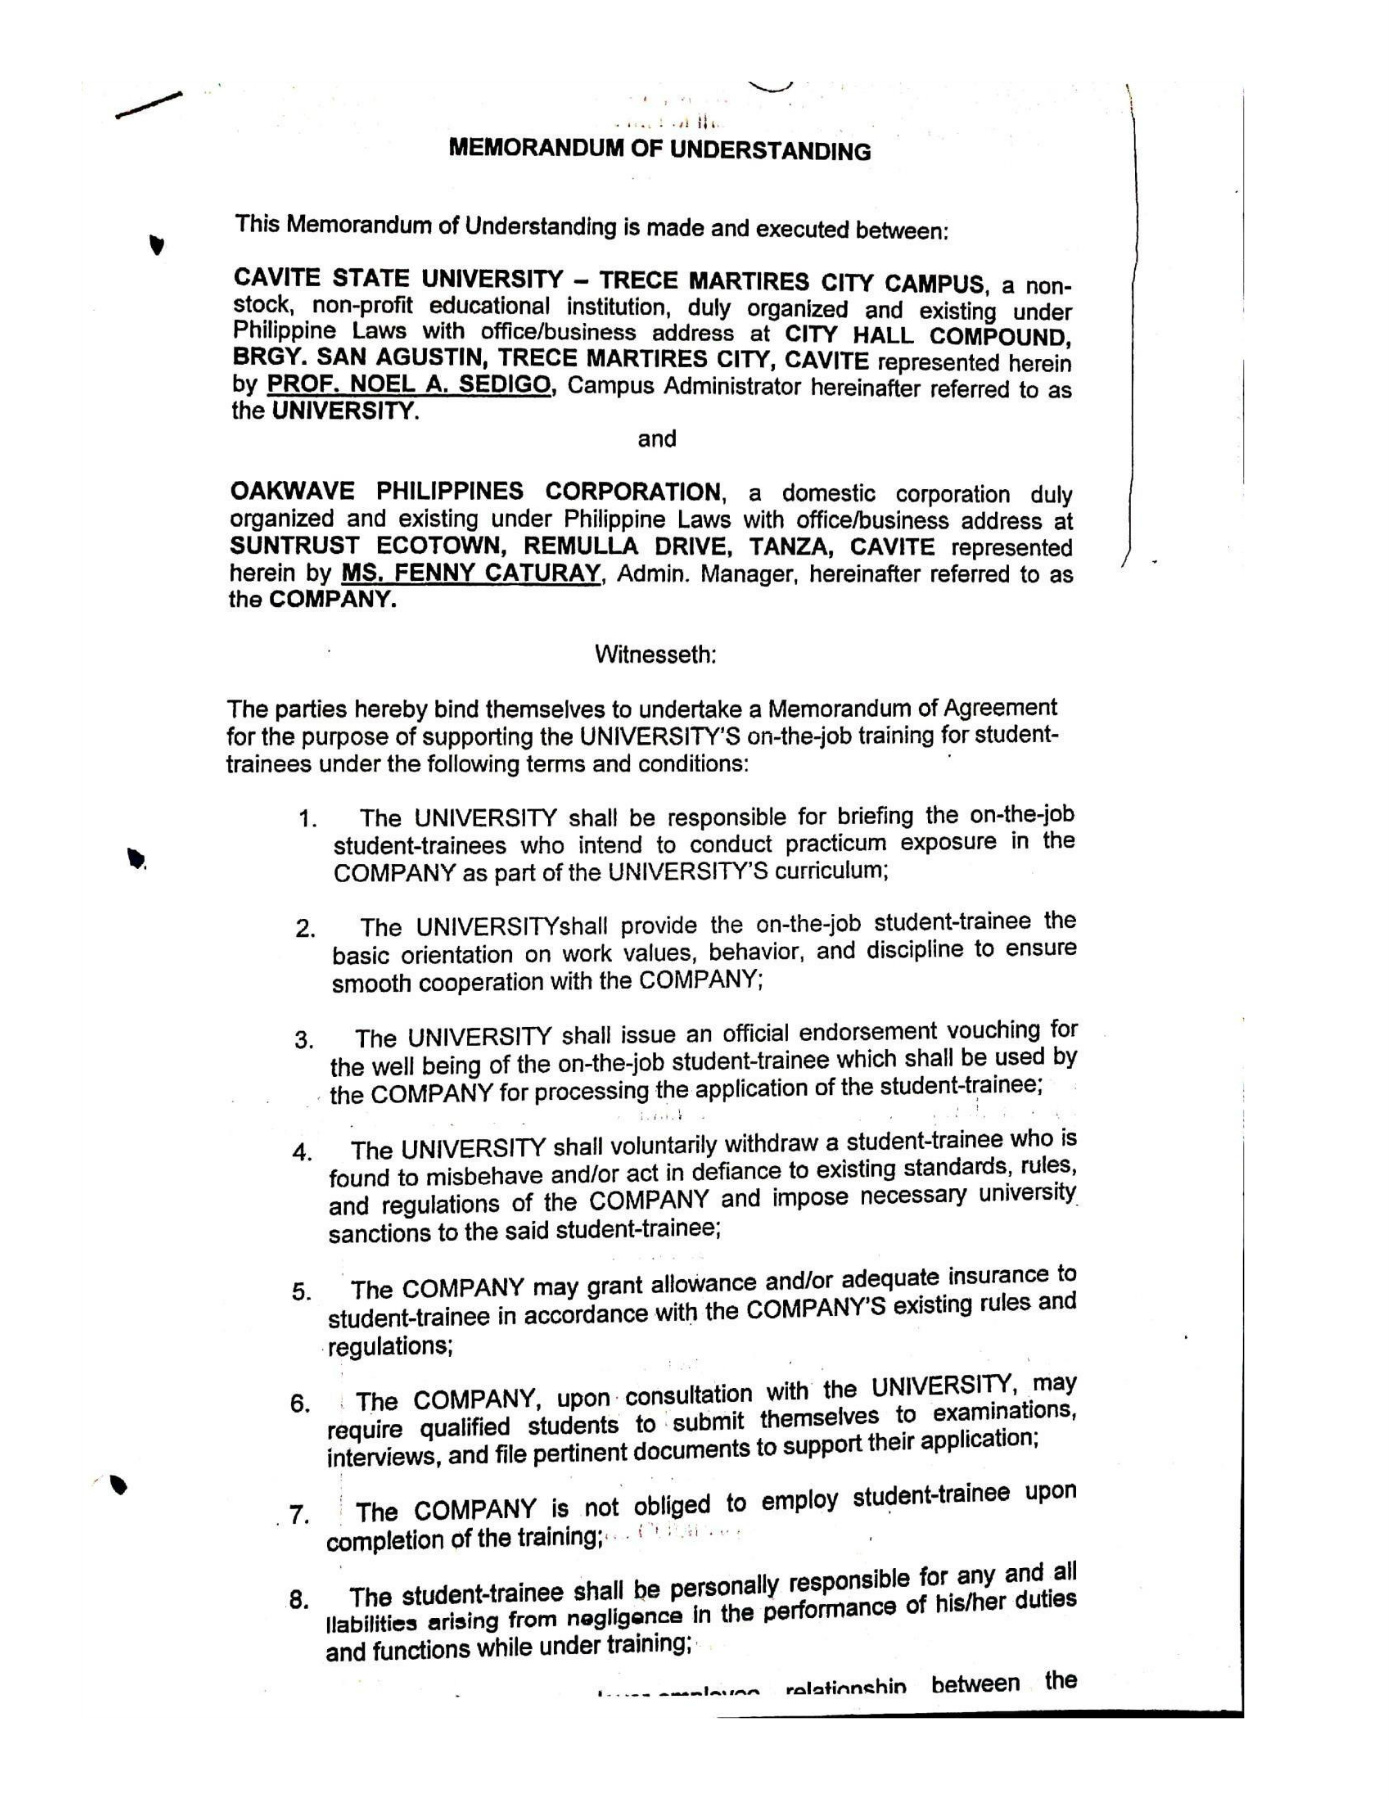 MEMORANDUM OF UNDERSTANDING
This Memorandum of Understanding is made and executed between:
CAVITE STATE UNIVERSITY – TRECE MARTIRES CITY CAMPUS, a non-
stock, non-profit educational institution, duly organized and existing under
Philippine Laws with office/business address at CITY HALL COMPOUND,
BRGY. SAN AGUSTIN, TRECE MARTIRES CITY, CAVITE represented herein
by PROF. NOEL A. SEDIGO, Campus Administrator hereinafter referred to as
the UNIVERSITY.
and
OAKWAVE PHILIPPINES CORPORATION, a domestic corporation duly
organized and existing under Philippine Laws with office/business address at
SUNTRUST ECOTOWN, REMULLA DRIVE, TANZA, CAVITE represented
herein by MS. FENNY CATURAY, Admin. Manager, hereinafter referred to as
the COMPANY.
Witnesseth:
The parties hereby bind themselves to undertake a Memorandum of Agreement
for the purpose of supporting the UNIVERSITY'S on-the-job training for student-
trainees under the following terms and conditions:
1. The UNIVERSITY shall be responsible for briefing the on-the-job
student-trainees who intend to conduct practicum exposure in the
COMPANY as part of the UNIVERSITY'S curriculum;
2. The UNIVERSITYshall provide the on-the-job student-trainee the
basic orientation on work values, behavior, and discipline to ensure
smooth cooperation with the COMPANY;
3. The UNIVERSITY shall issue an official endorsement vouching for
the well being of the on-the-job student-trainee which shall be used by
the COMPANY for processing the application of the student-trainee;
4. The UNIVERSITY shall voluntarily withdraw a student-trainee who is
found to misbehave and/or act in defiance to existing standards, rules,
and regulations of the COMPANY and impose necessary university
sanctions to the said student-trainee;
5. The COMPANY may grant allowance and/or adequate insurance to
student-trainee in accordance with the COMPANY'S existing rules and
regulations;
6. The COMPANY, upon consultation with the UNIVERSITY, may
require qualified students to submit themselves to examinations,
interviews, and file pertinent documents to support their application;
7. The COMPANY is not obliged to employ student-trainee upon
completion of the training;
8. The student-trainee shall be personally responsible for any and all
liabilities arising from negligence in the performance of his/her duties
and functions while under training;
relationship between the